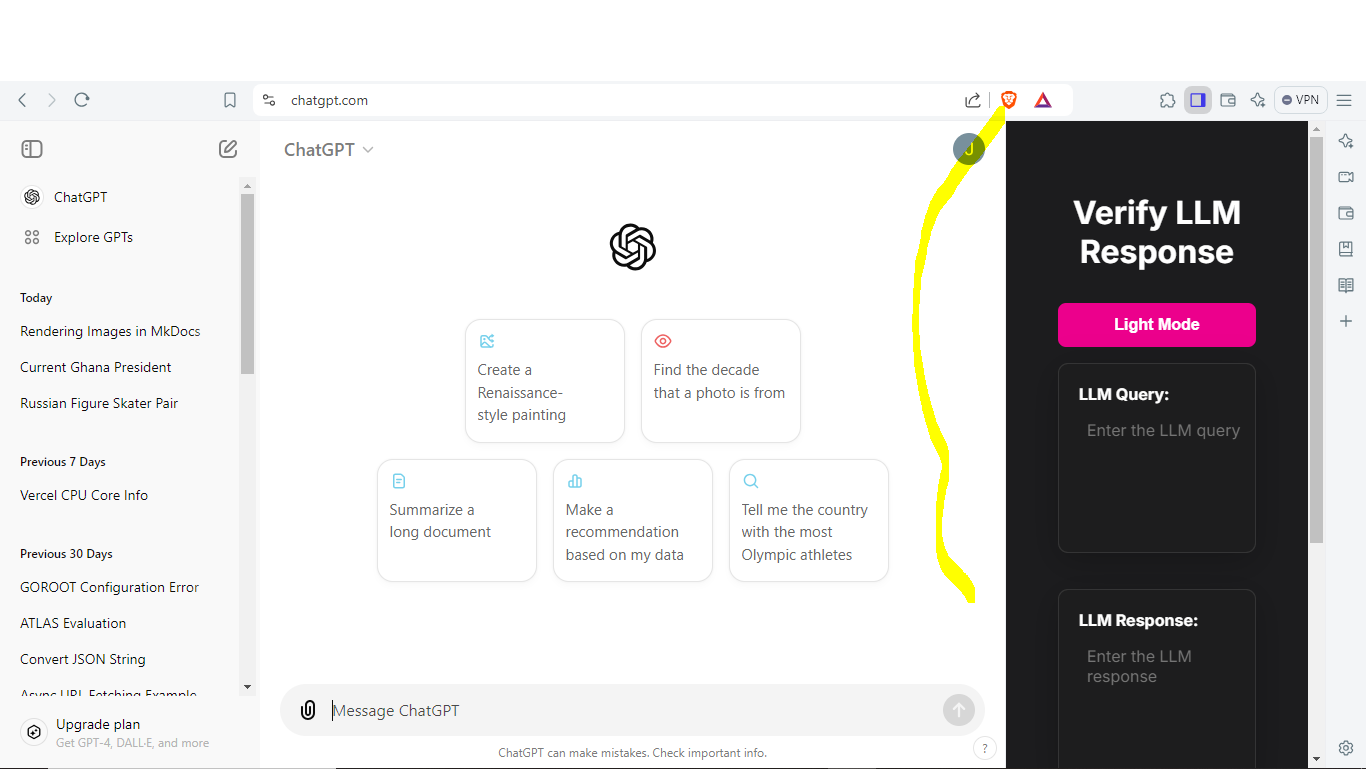 chatgpt.com
VPN
ChatGPT
Explore GPTs
Today
Rendering Images in MkDocs
Current Ghana President
Russian Figure Skater Pair
Previous 7 Days
Vercel CPU Core Info
Previous 30 Days
GOROOT Configuration Error
ATLAS Evaluation
Convert JSON String
Async URL Fetching Example
Upgrade plan
Get GPT-4, DALL·E, and more
ChatGPT
J
Create a
Renaissance-
style painting
Find the decade
that a photo is from
Summarize a
long document
Make a
recommendation
based on my data
Tell me the country
with the most
Olympic athletes
Message ChatGPT
ChatGPT can make mistakes. Check important info.
?
Verify LLM
Response
Light Mode
LLM Query:
Enter the LLM query
LLM Response:
Enter the LLM
response